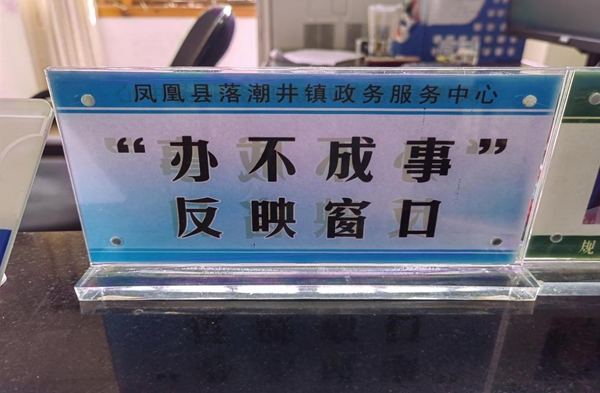 凤凰县落潮井镇政务服务中心
“办不成事”
反映窗口
规